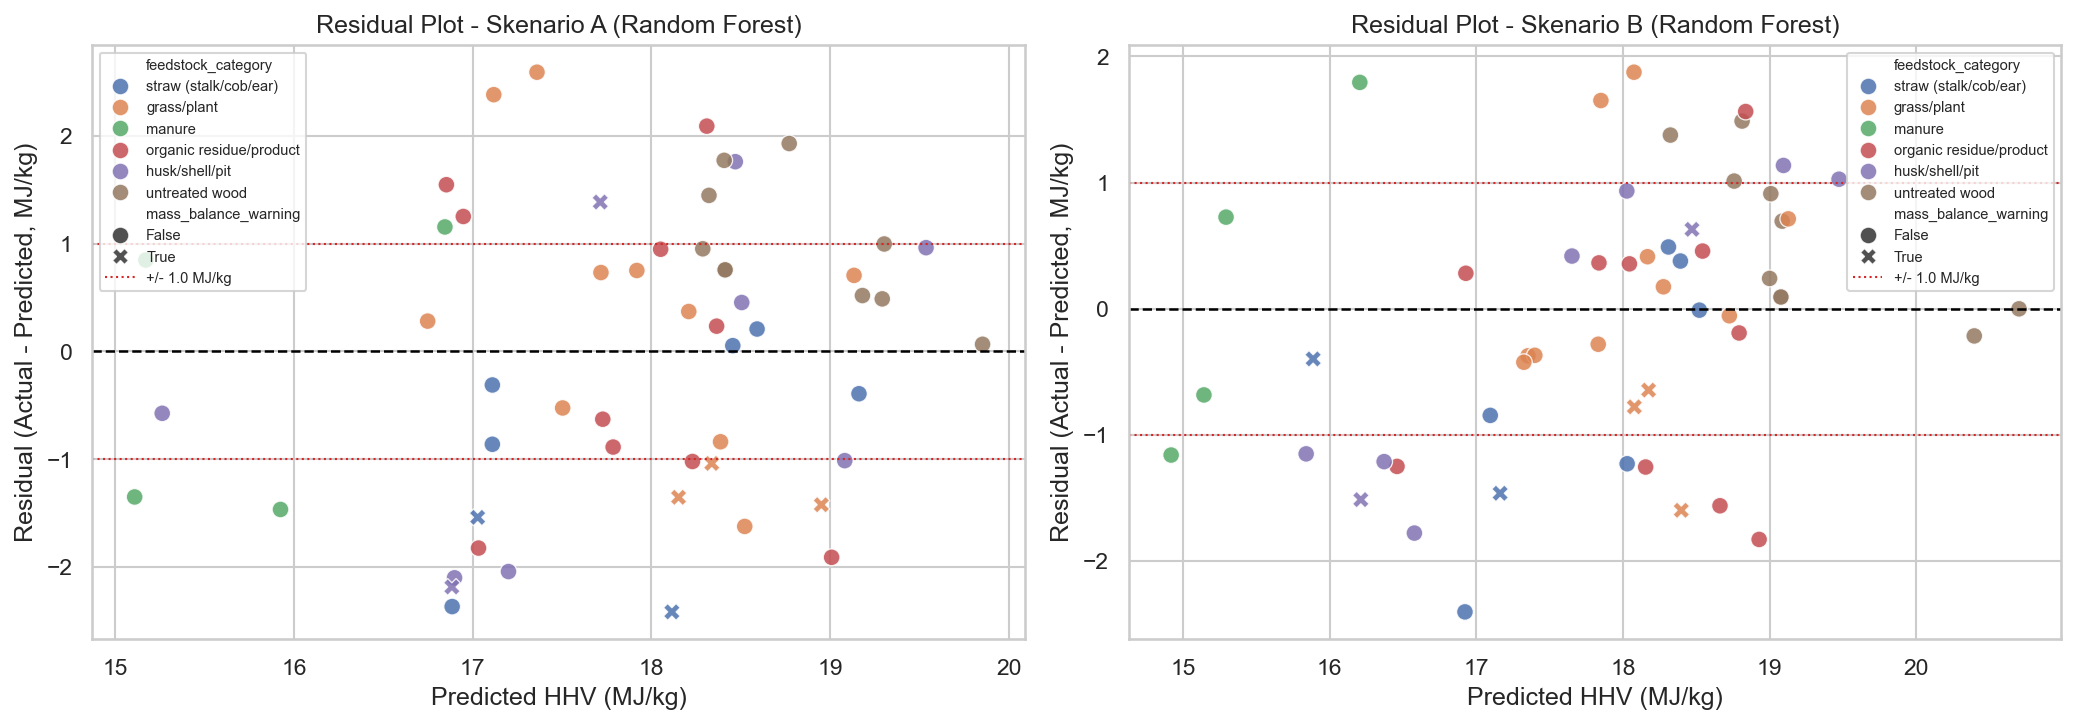 Residual Plot - Skenario A (Random Forest)
Residual (Actual - Predicted, MJ/kg)
2
1
0
−1
−2
feedstock_category
straw (stalk/cob/ear)
grass/plant
manure
organic residue/product
husk/shell/pit
untreated wood
mass_balance_warning
False
True
+/- 1.0 MJ/kg
15
16
17
18
19
20
Predicted HHV (MJ/kg)
Residual Plot - Skenario B (Random Forest)
Residual (Actual - Predicted, MJ/kg)
2
1
0
−1
−2
feedstock_category
straw (stalk/cob/ear)
grass/plant
manure
organic residue/product
husk/shell/pit
untreated wood
mass_balance_warning
False
True
+/- 1.0 MJ/kg
15
16
17
18
19
20
Predicted HHV (MJ/kg)